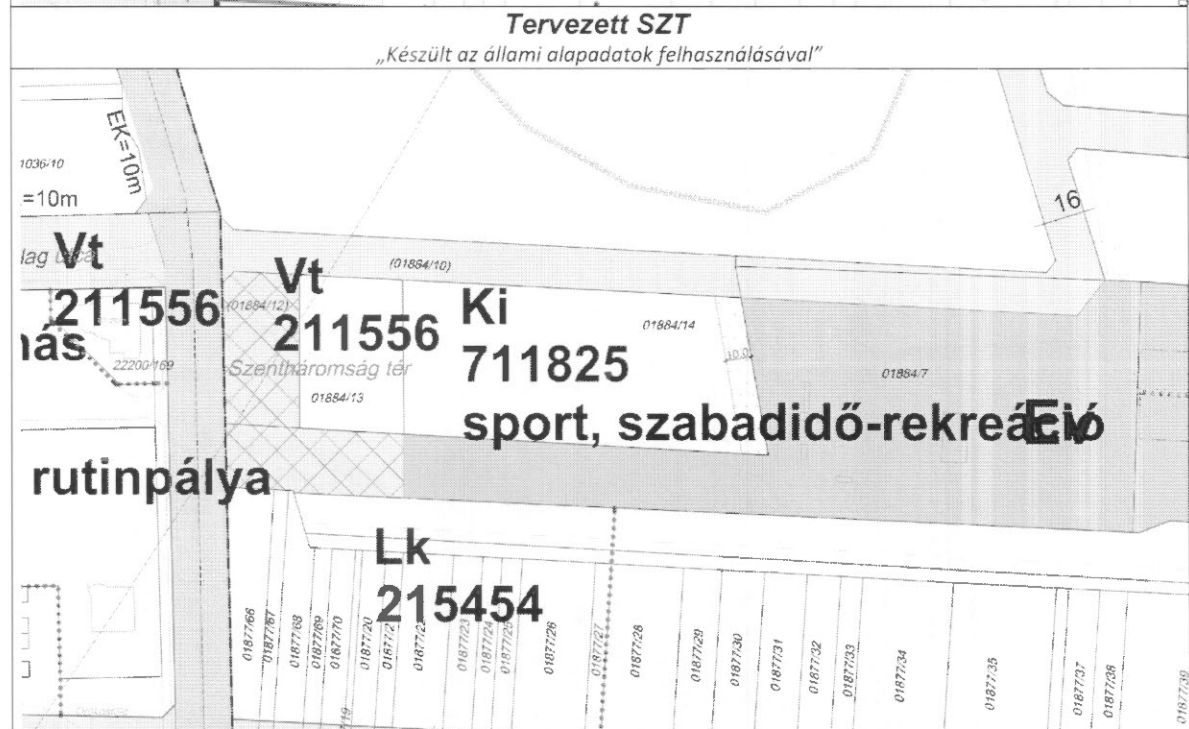 Tervezett SZT
„Készült az állami alapadatok felhasználásával”
EK=10m
1036/10
=10m
16
Vt
211556
(01884/10)
Vt
211556
(01884/12)
Szentháromság tér
01884/13
Ki
711825
sport, szabadidő-rekreáció
01884/14
10.0
01884/7
Ev
nás
22200/169
rutinpálya
Lk
215454
01877/66
01877/67
01877/68
01877/69
01877/70
01877/20
01877/23
01877/24
01877/25
01877/26
01877/27
01877/28
01877/29
01877/30
01877/31
01877/32
01877/33
01877/34
01877/35
01877/37
01877/38
01877/39